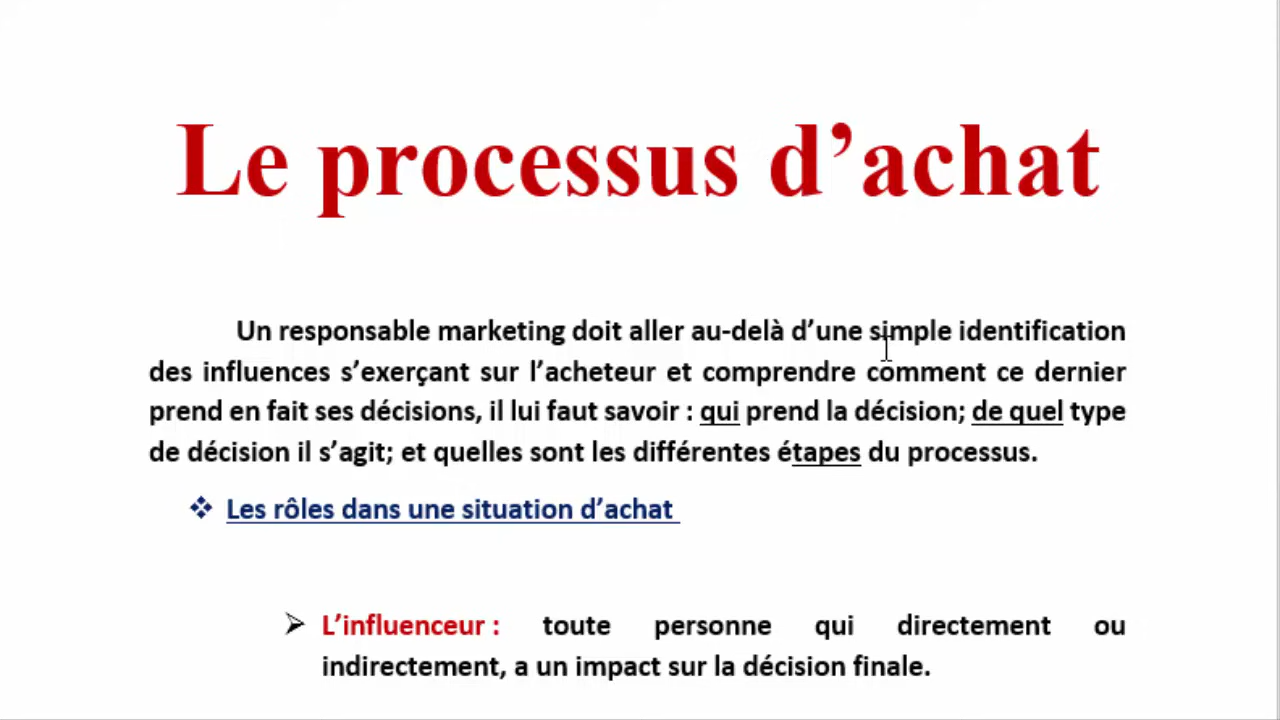 Le processus d’achat
Un responsable marketing doit aller au-delà d’une simple identification
des influences s’exerçant sur l’acheteur et comprendre comment ce dernier
prend en fait ses décisions, il lui faut savoir : qui prend la décision; de quel type
de décision il s’agit; et quelles sont les différentes étapes du processus.
❖ Les rôles dans une situation d’achat
➢ L’influenceur : toute personne qui directement ou
indirectement, a un impact sur la décision finale.